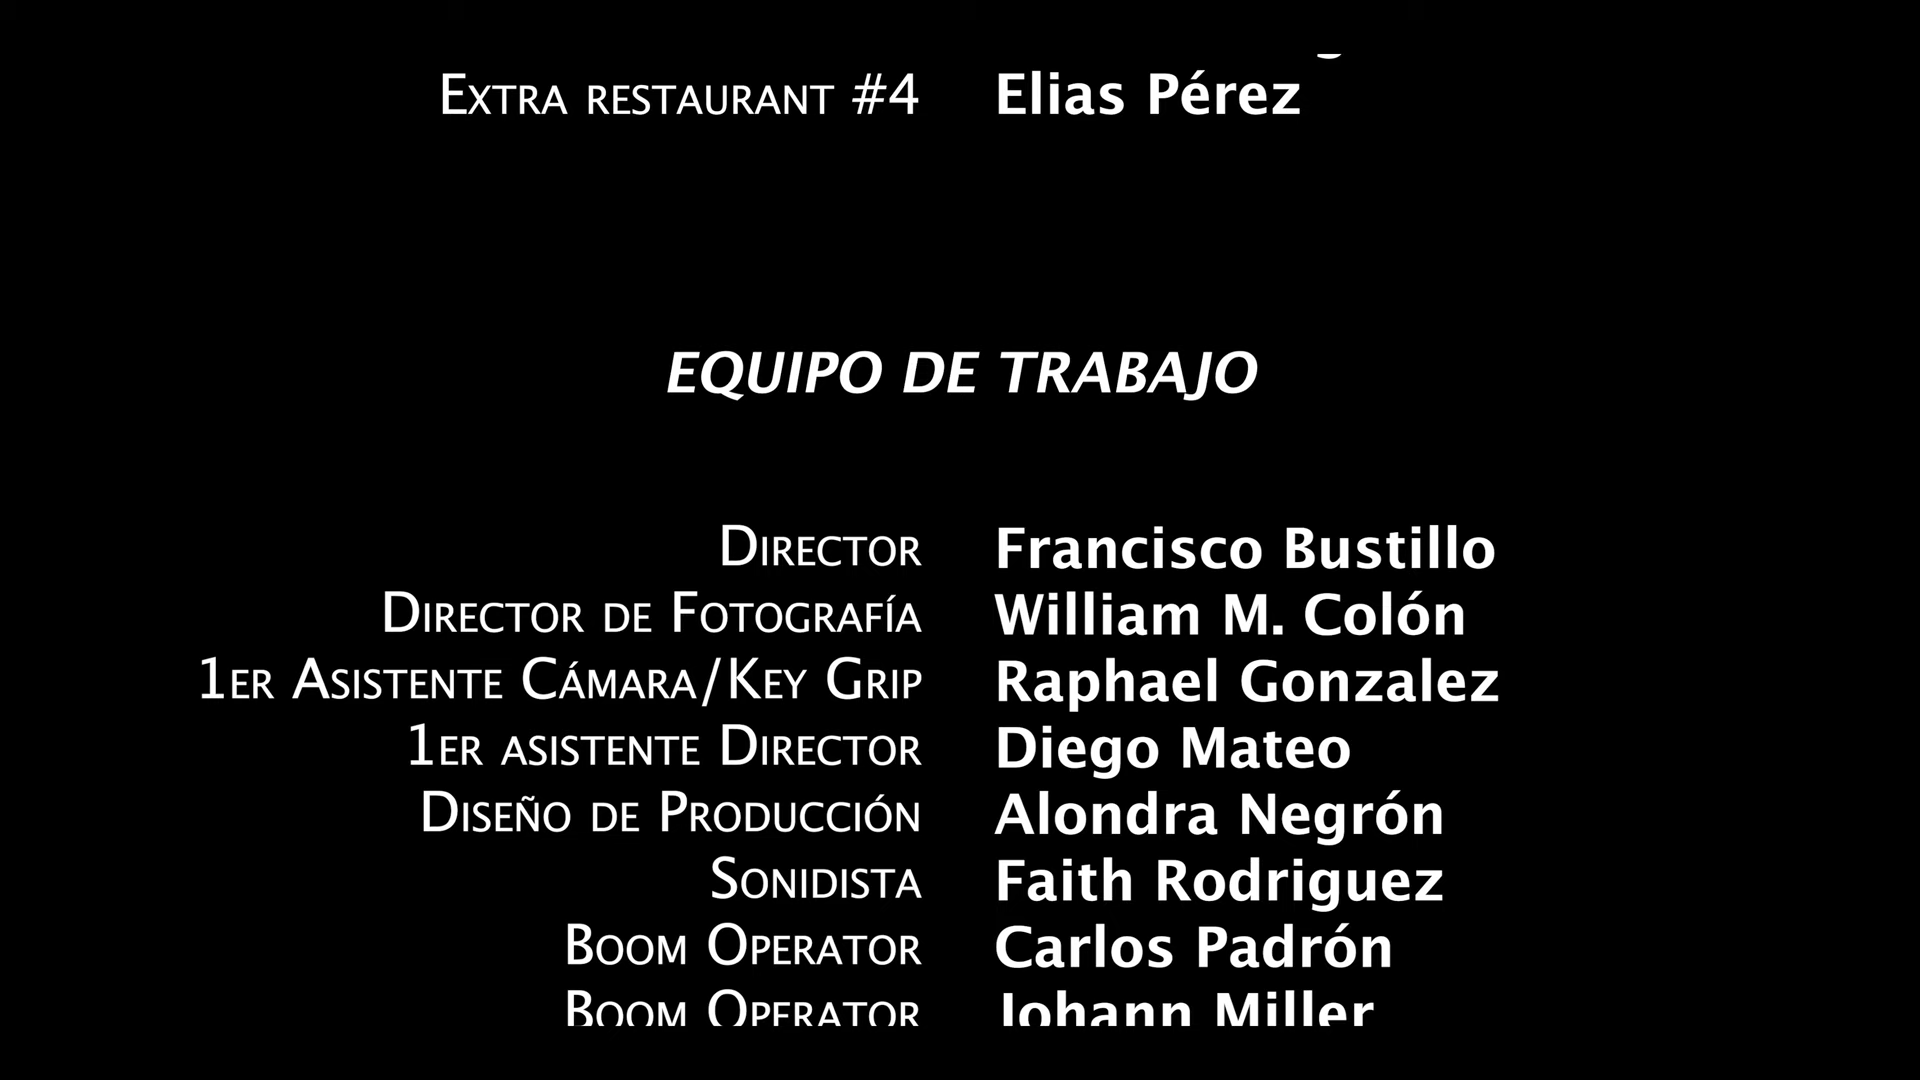 Extra restaurant #4 Elias Pérez
EQUIPO DE TRABAJO
Director Francisco Bustillo
Director de Fotografía William M. Colón
1er Asistente Cámara/Key Grip Raphael Gonzalez
1er asistente Director Diego Mateo
Diseño de Producción Alondra Negrón
Sonidista Faith Rodriguez
Boom Operator Carlos Padrón
Boom Operator Johann Miller